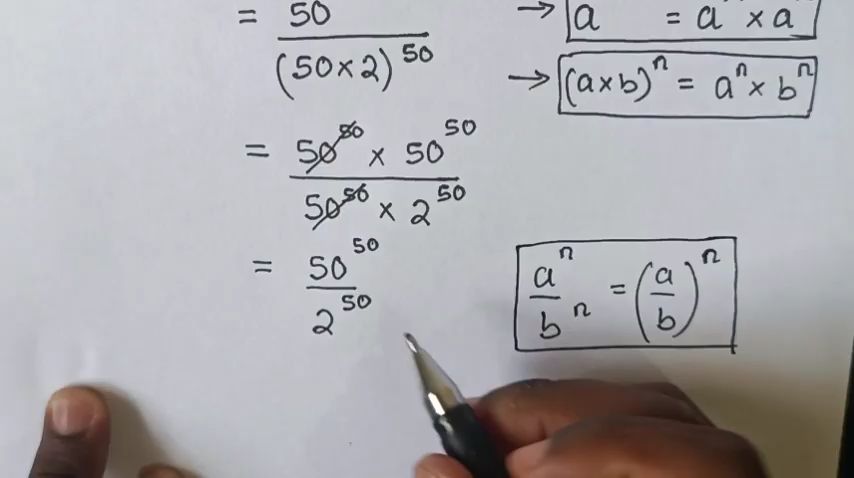 = 50 → a = a × a
(50×2)^50 → (a×b)^n = a^n × b^n
= 50^50 × 50^50
50^50 × 2^50
= 50^50 / 2^50
a^n / b^n = (a/b)^n